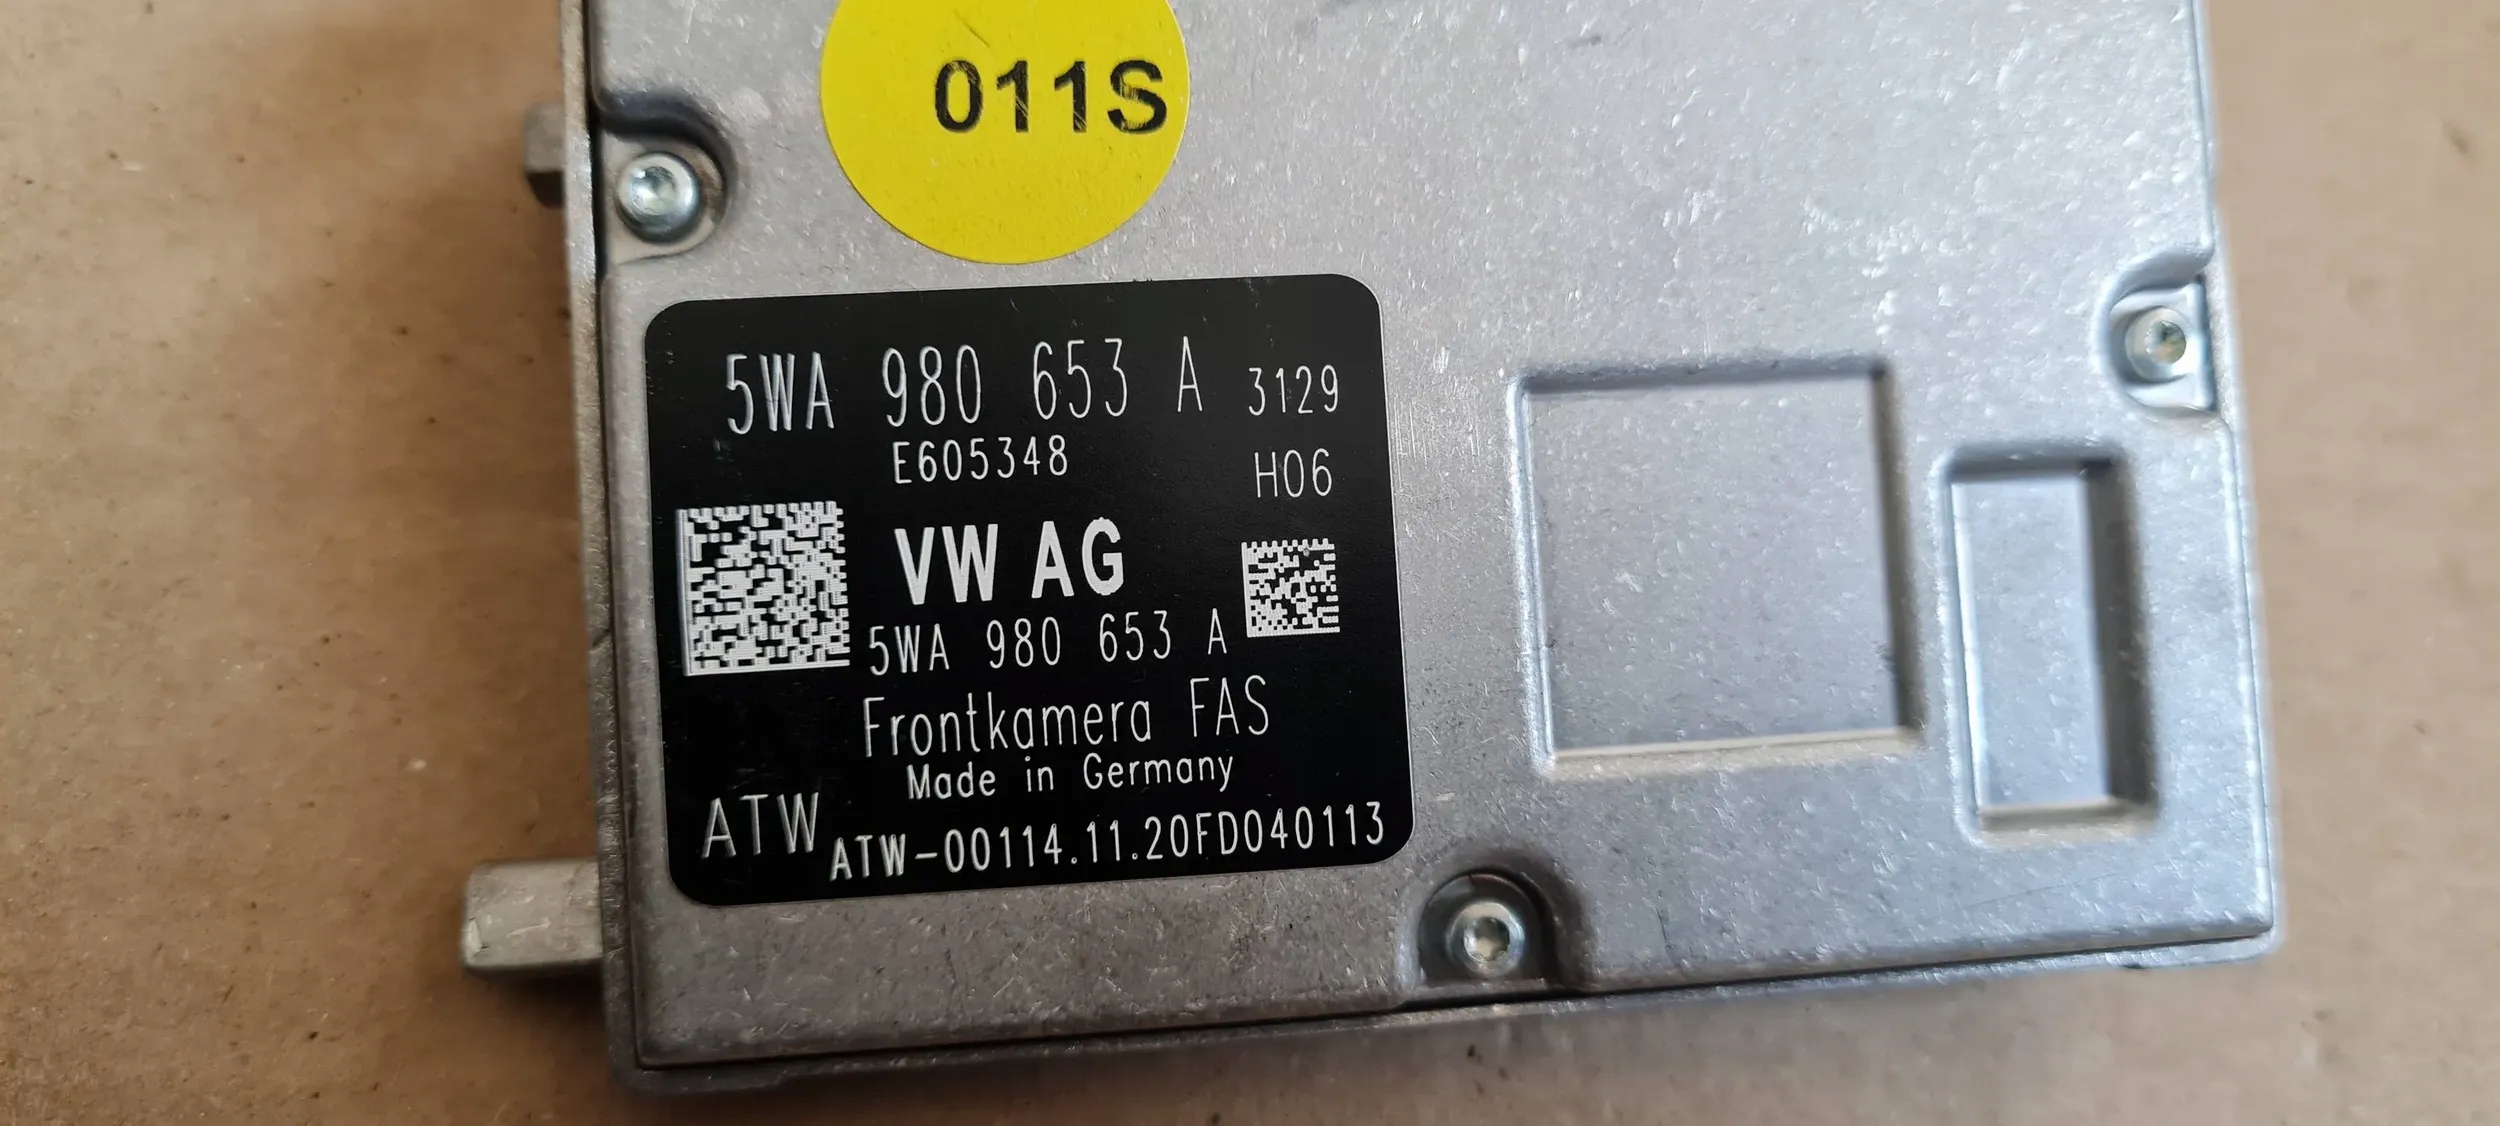 011S
5WA 980 653 A 3129
E605348 H06
VW AG
5WA 980 653 A
Frontkamera FAS
Made in Germany
ATW ATW-00114.11.20FD040113